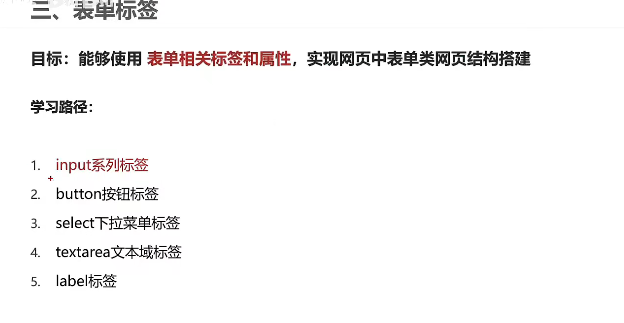 三、表单标签
目标：能够使用 表单相关标签和属性，实现网页中表单类网页结构搭建
学习路径：
1. input系列标签
2. button按钮标签
3. select下拉菜单标签
4. textarea文本域标签
5. label标签